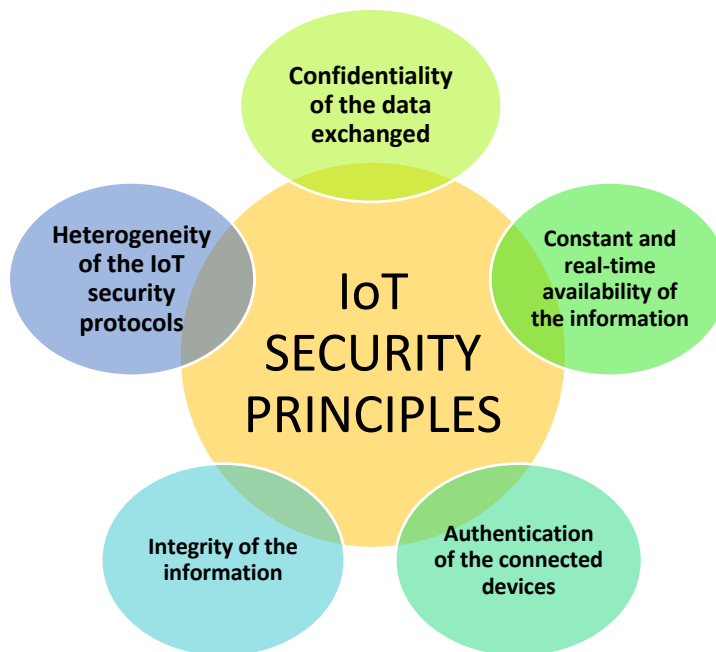 Confidentiality
of the data
exchanged
Heterogeneity
of the IoT
security
protocols
Constant and
real-time
availability of
the information
IoT
SECURITY
PRINCIPLES
Integrity of the
information
Authentication
of the connected
devices